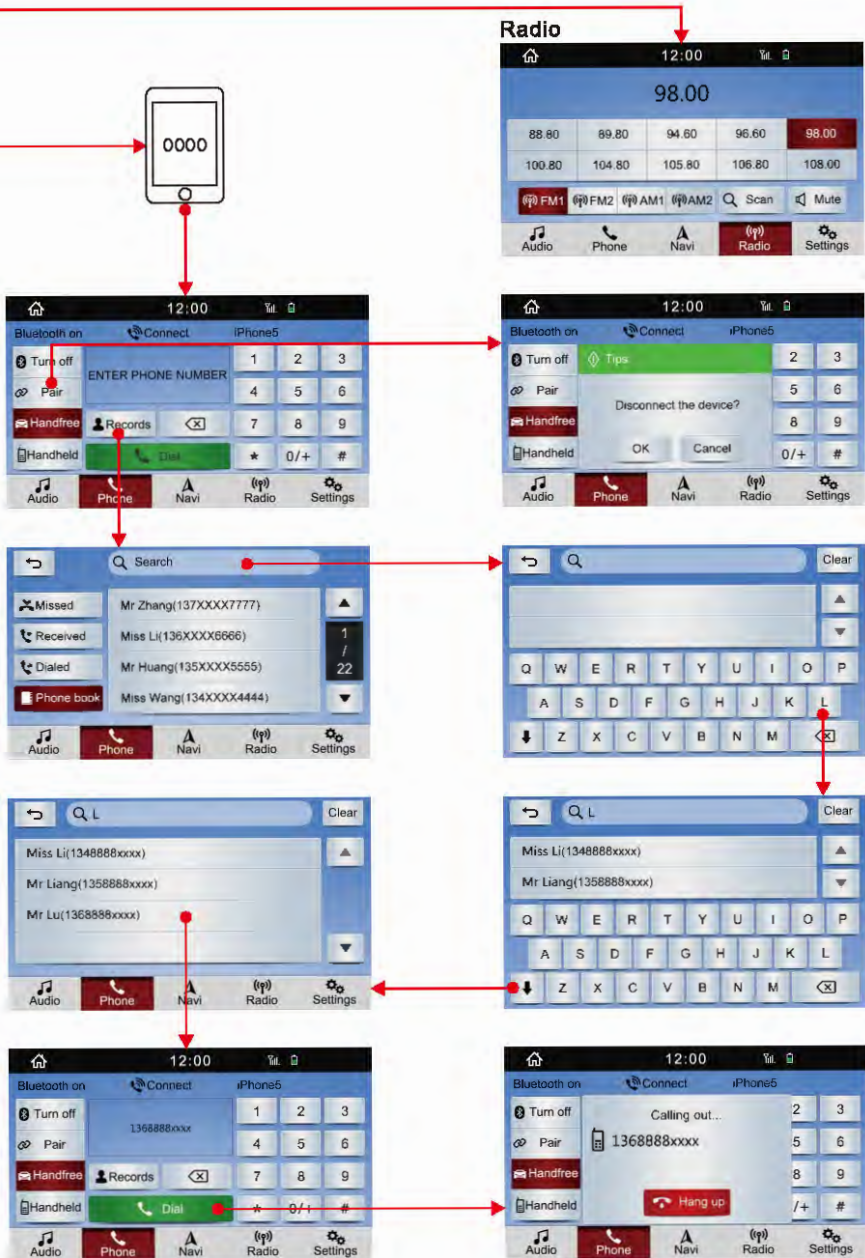 Radio
12:00
98.00
88.80 89.80 94.60 96.60 98.00
100.80 104.80 105.80 106.80 108.00
FM1 FM2 AM1 AM2 Scan Mute
Audio Phone Navi Radio Settings
0000
12:00
Bluetooth on Connect iPhone5
Turn off ENTER PHONE NUMBER 1 2 3
Pair 4 5 6
Handfree Records 7 8 9
Handheld Dial * 0/+ #
Audio Phone Navi Radio Settings
12:00
Bluetooth on Connect iPhone5
Turn off Tips 2 3
Pair Disconnect the device? 5 6
Handfree 8 9
Handheld OK Cancel 0/+ #
Audio Phone Navi Radio Settings
Search
Missed Mr Zhang(137XXXX7777)
Received Miss Li(136XXXX6666) 1
/
Dialed Mr Huang(135XXXX5555) 22
Phone book Miss Wang(134XXXX4444)
Audio Phone Navi Radio Settings
Clear
Q W E R T Y U I O P
A S D F G H J K L
Z X C V B N M
L Clear
Miss Li(1348888xxxx)
Mr Liang(1358888xxxx)
Mr Lu(1368888xxxx)
Audio Phone Navi Radio Settings
L Clear
Miss Li(1348888xxxx)
Mr Liang(1358888xxxx)
Q W E R T Y U I O P
A S D F G H J K L
Z X C V B N M
12:00
Bluetooth on Connect iPhone5
Turn off 1368888xxxx 1 2 3
Pair 4 5 6
Handfree Records 7 8 9
Handheld Dial * 0/+ #
Audio Phone Navi Radio Settings
12:00
Bluetooth on Connect iPhone5
Turn off Calling out... 2 3
Pair 1368888xxxx 5 6
Handfree 8 9
Handheld Hang up /+ #
Audio Phone Navi Radio Settings